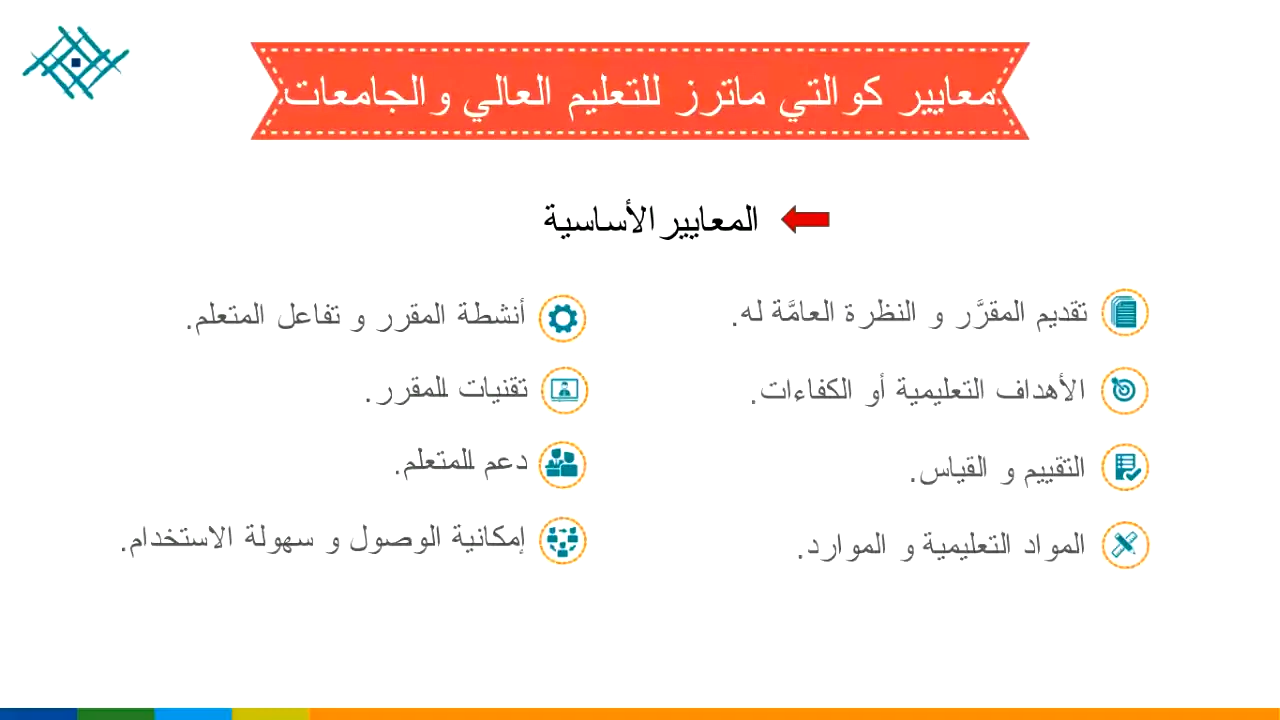 معايير كوالتي ماترز للتعليم العالي والجامعات
المعايير الأساسية
تقديم المقرَّر و النظرة العامَّة له.
الأهداف التعليمية أو الكفاءات.
التقييم و القياس.
المواد التعليمية و الموارد.
أنشطة المقرر و تفاعل المتعلم.
تقنيات للمقرر.
دعم للمتعلم.
إمكانية الوصول و سهولة الاستخدام.